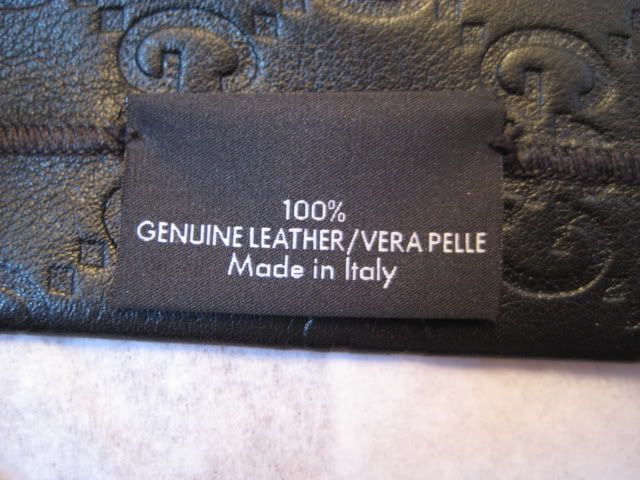 100%
GENUINE LEATHER/VERA PELLE
Made in Italy